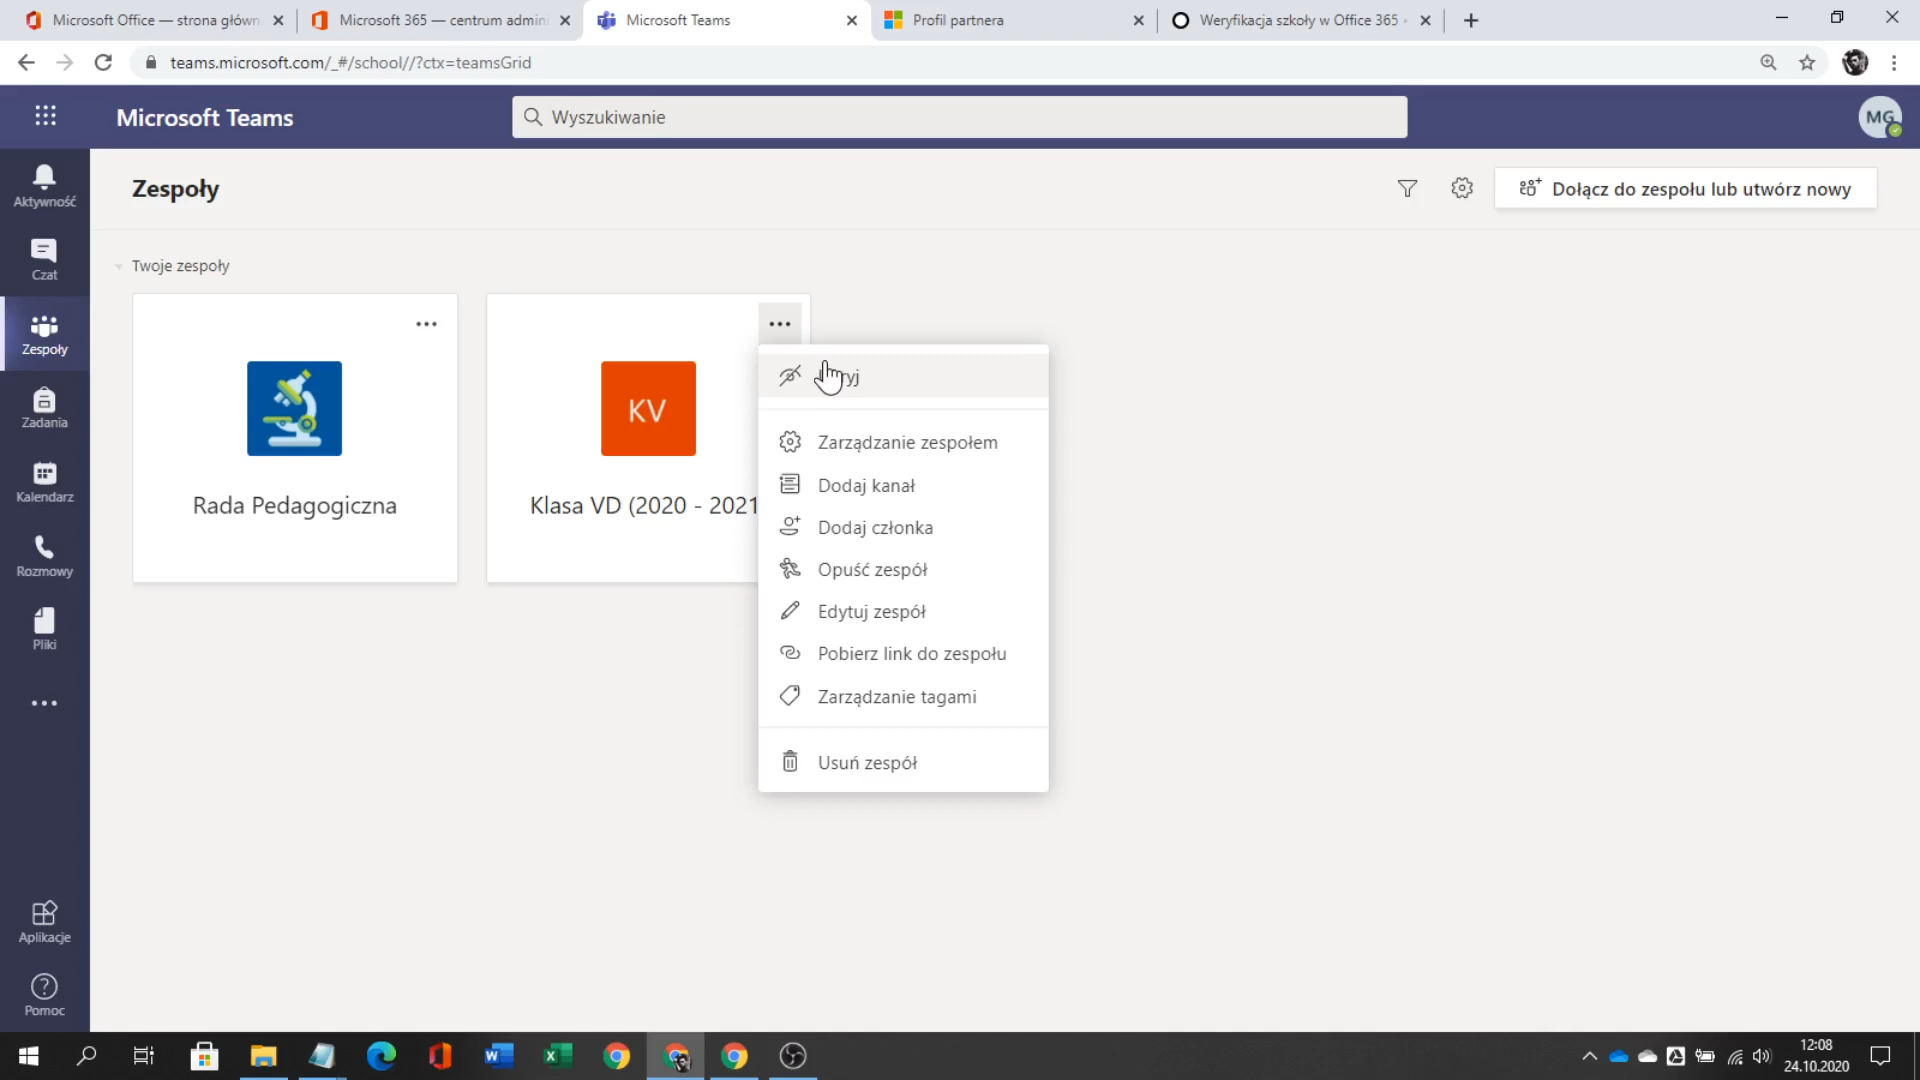 Microsoft Office — strona główn
Microsoft 365 — centrum admini
Microsoft Teams
Profil partnera
Weryfikacja szkoły w Office 365
teams.microsoft.com/_#/school//?ctx=teamsGrid
Microsoft Teams
Wyszukiwanie
MG
Aktywność
Czat
Zespoły
Zadania
Kalendarz
Rozmowy
Pliki
Aplikacje
Pomoc
Zespoły
Dołącz do zespołu lub utwórz nowy
Twoje zespoły
Rada Pedagogiczna
KV
Klasa VD (2020 - 2021
Zarządzanie zespołem
Dodaj kanał
Dodaj członka
Opuść zespół
Edytuj zespół
Pobierz link do zespołu
Zarządzanie tagami
Usuń zespół
12:08
24.10.2020